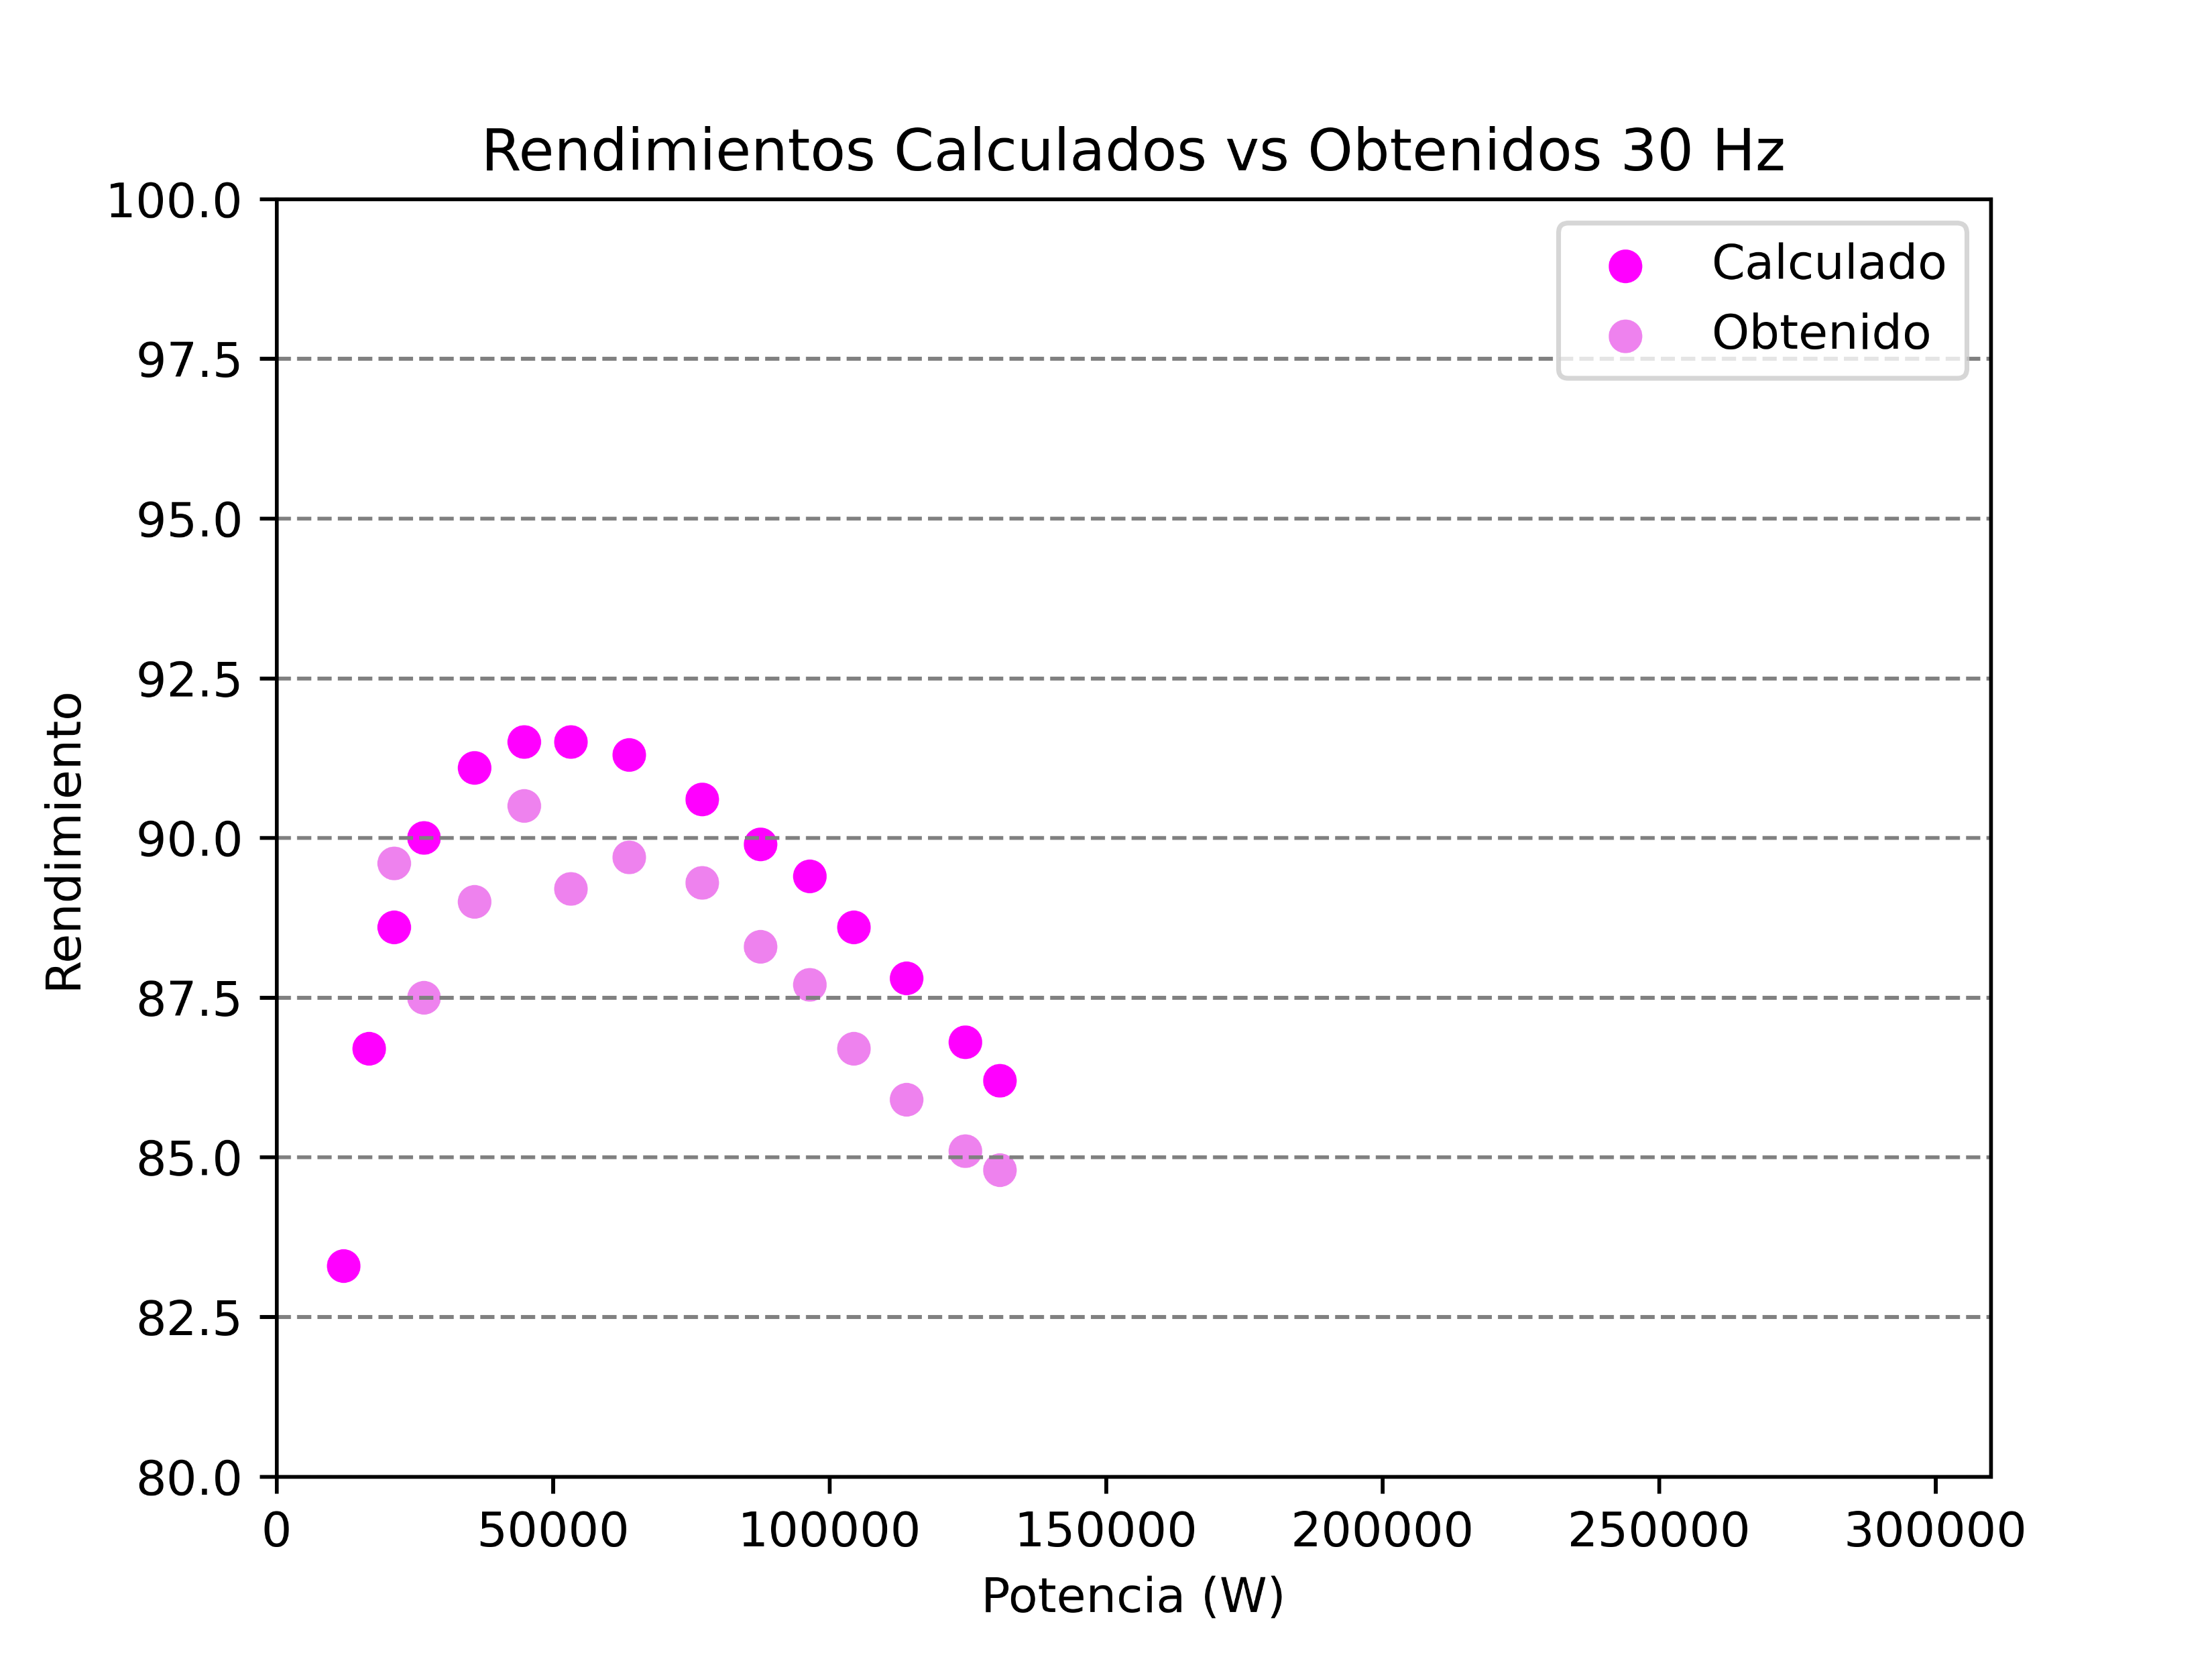 Rendimientos Calculados vs Obtenidos 30 Hz
Calculado
Obtenido
Rendimiento
100.0
97.5
95.0
92.5
90.0
87.5
85.0
82.5
80.0
0 50000 100000 150000 200000 250000 300000
Potencia (W)